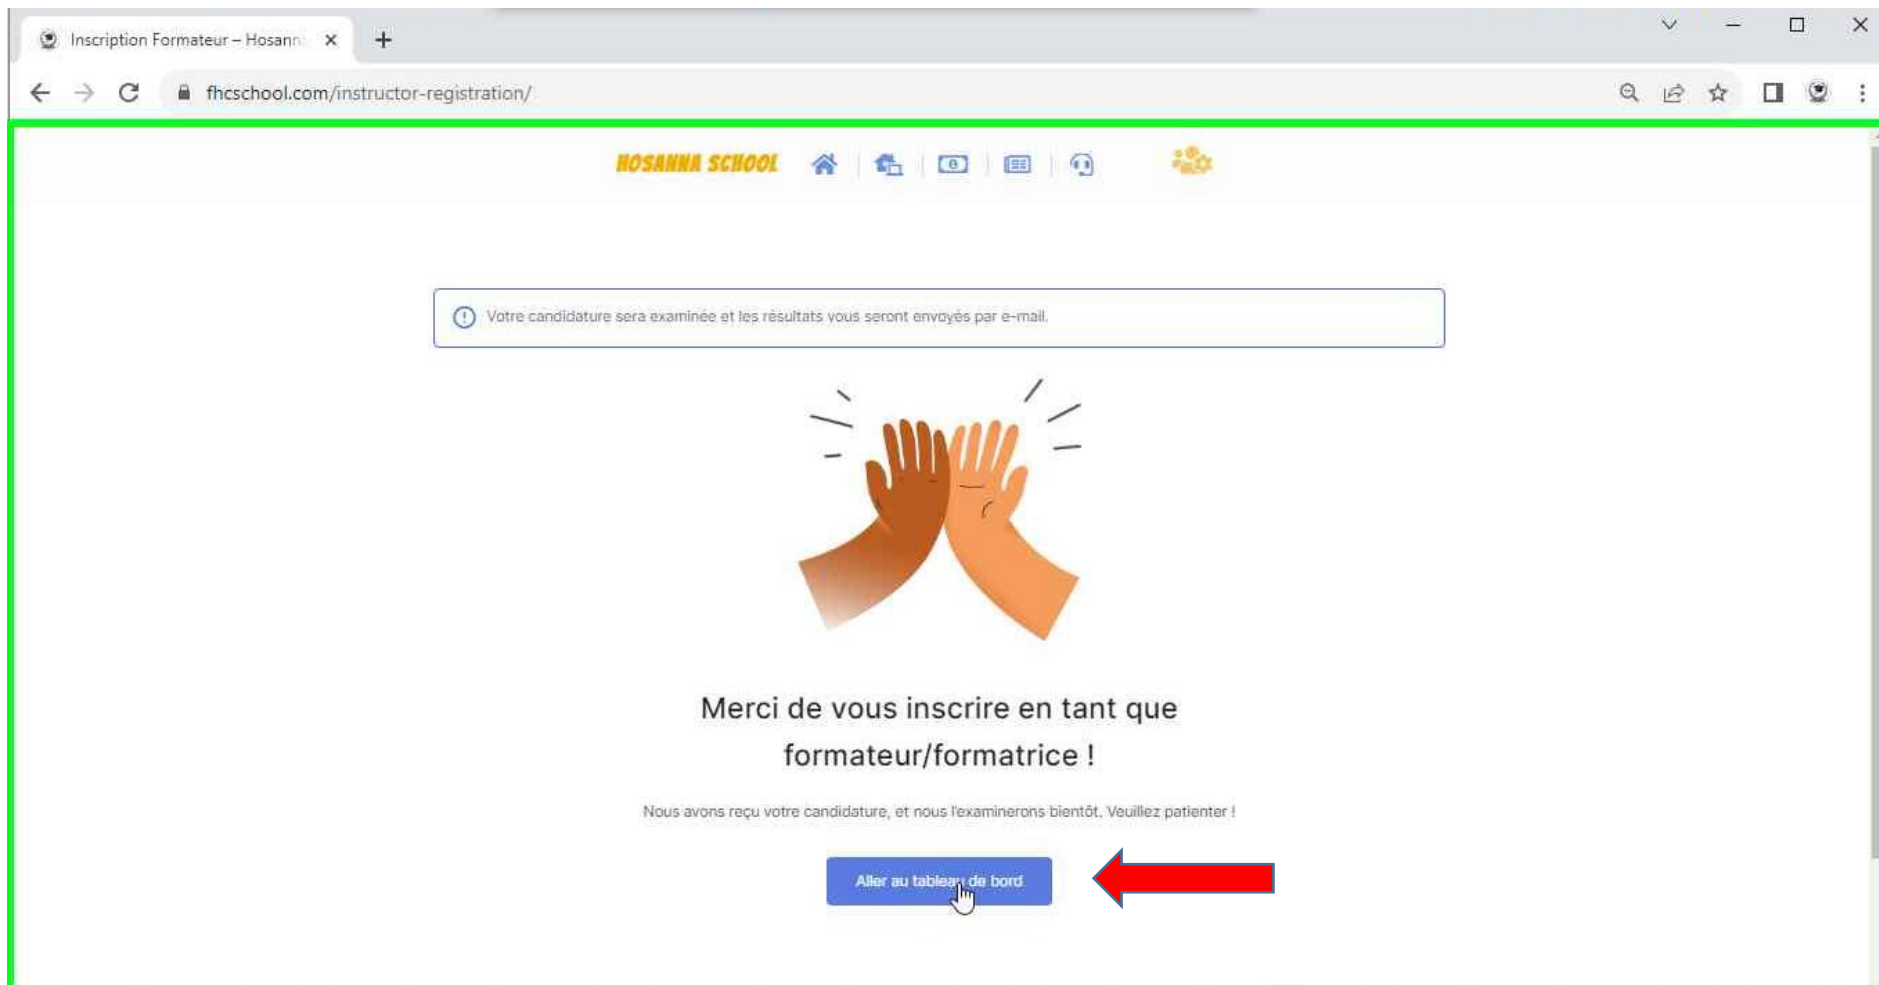 Inscription Formateur – Hosann
fhcschool.com/instructor-registration/
HOSANNA SCHOOL
Votre candidature sera examinée et les résultats vous seront envoyés par e-mail.
Merci de vous inscrire en tant que
formateur/formatrice !
Nous avons reçu votre candidature, et nous l'examinerons bientôt. Veuillez patienter !
Aller au tableau de bord